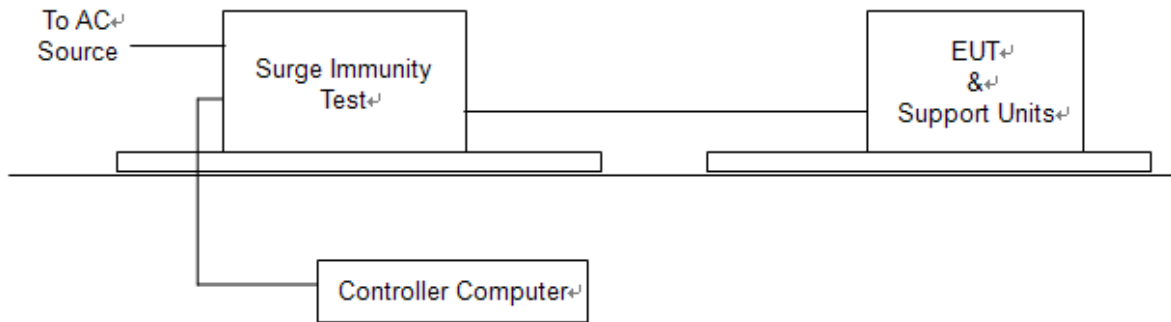 To AC↵
Source
Surge Immunity
Test↵
EUT↵
&↵
Support Units↵
Controller Computer↵